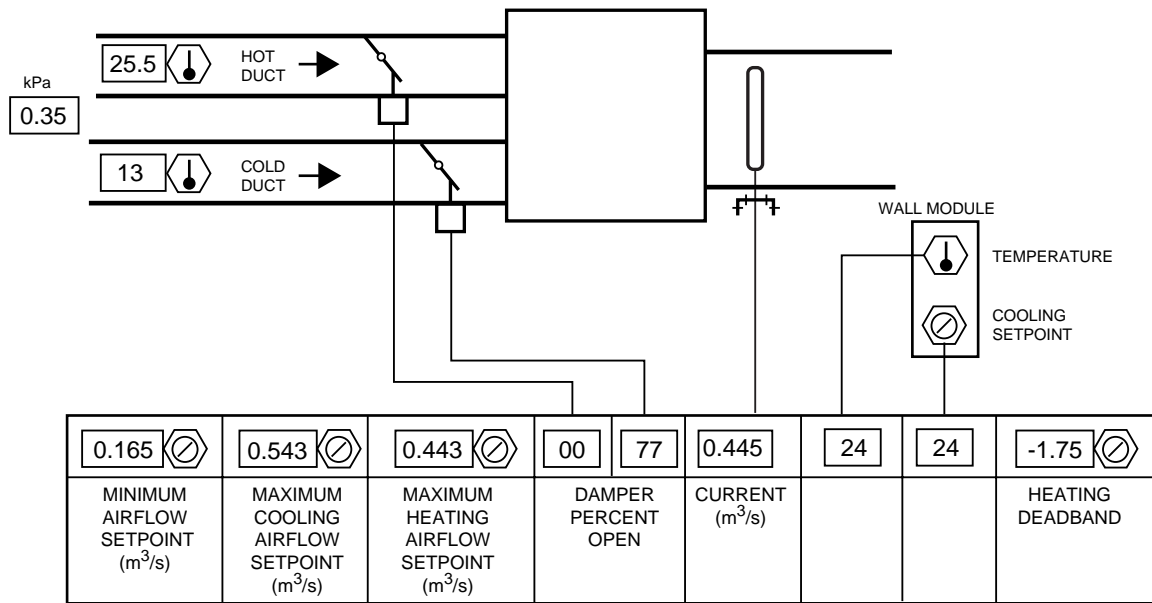 25.5
HOT
DUCT
kPa
0.35
13
COLD
DUCT
WALL MODULE
TEMPERATURE
COOLING
SETPOINT
0.165
0.543
0.443
00
77
0.445
24
24
-1.75
MINIMUM
AIRFLOW
SETPOINT
(m³/s)
MAXIMUM
COOLING
AIRFLOW
SETPOINT
(m³/s)
MAXIMUM
HEATING
AIRFLOW
SETPOINT
(m³/s)
DAMPER
PERCENT
OPEN
CURRENT
(m³/s)
HEATING
DEADBAND